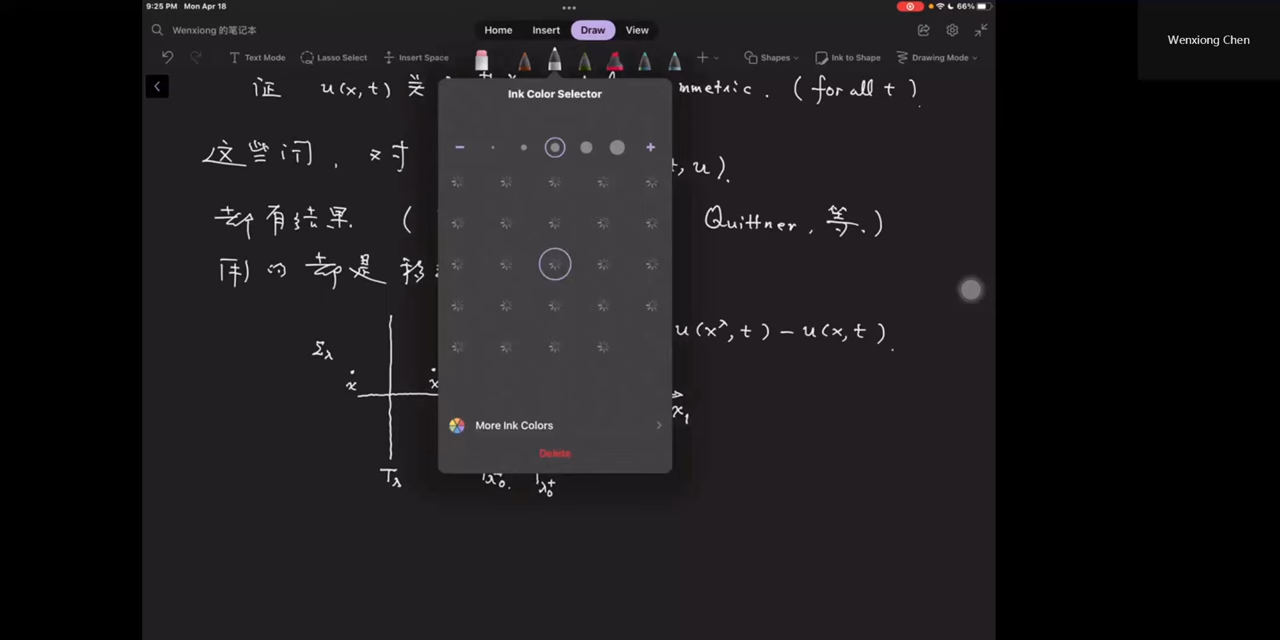 9:25 PM Mon Apr 18
66%
Wenxiong Chen
Wenxiong 的笔记本
Home Insert Draw View
Text Mode Lasso Select Insert Space Shapes Ink to Shape Drawing Mode
证 u(x, t) 关 mmetric. (for all t).
Ink Color Selector
这些问, 对 t, u).
都有结果. ( Quittner, 等.)
用的都是移
u(x^λ, t) - u(x, t).
Σλ
x x
x₁
More Ink Colors
Delete
Tλ λ₀⁻. Tλ₀⁺